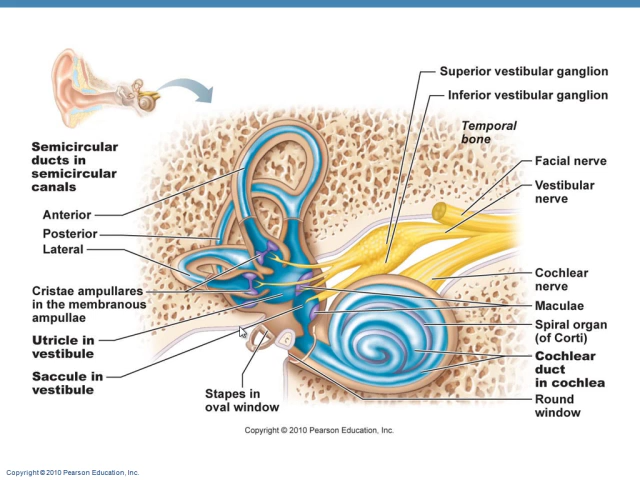 Superior vestibular ganglion
Inferior vestibular ganglion
Temporal
bone
Semicircular
ducts in
semicircular
canals
Facial nerve
Vestibular
nerve
Anterior
Posterior
Lateral
Cristae ampullares
in the membranous
ampullae
Utricle in
vestibule
Saccule in
vestibule
Stapes in
oval window
Cochlear
nerve
Maculae
Spiral organ
(of Corti)
Cochlear
duct
in cochlea
Round
window
Copyright © 2010 Pearson Education, Inc.
Copyright © 2010 Pearson Education, Inc.